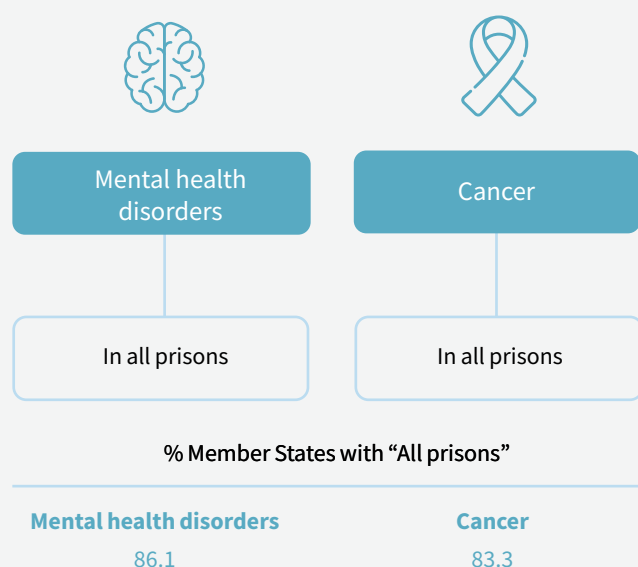 Mental health
disorders
Cancer
In all prisons
In all prisons
% Member States with “All prisons”
Mental health disorders
Cancer
86.1
83.3